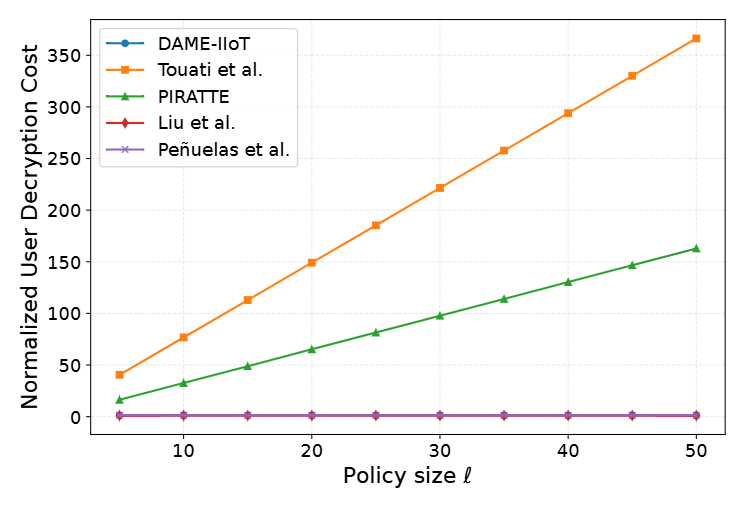 DAME-IIoT
Touati et al.
PIRATTE
Liu et al.
Peñuelas et al.
Normalized User Decryption Cost
350
300
250
200
150
100
50
0
10 20 30 40 50
Policy size ℓ